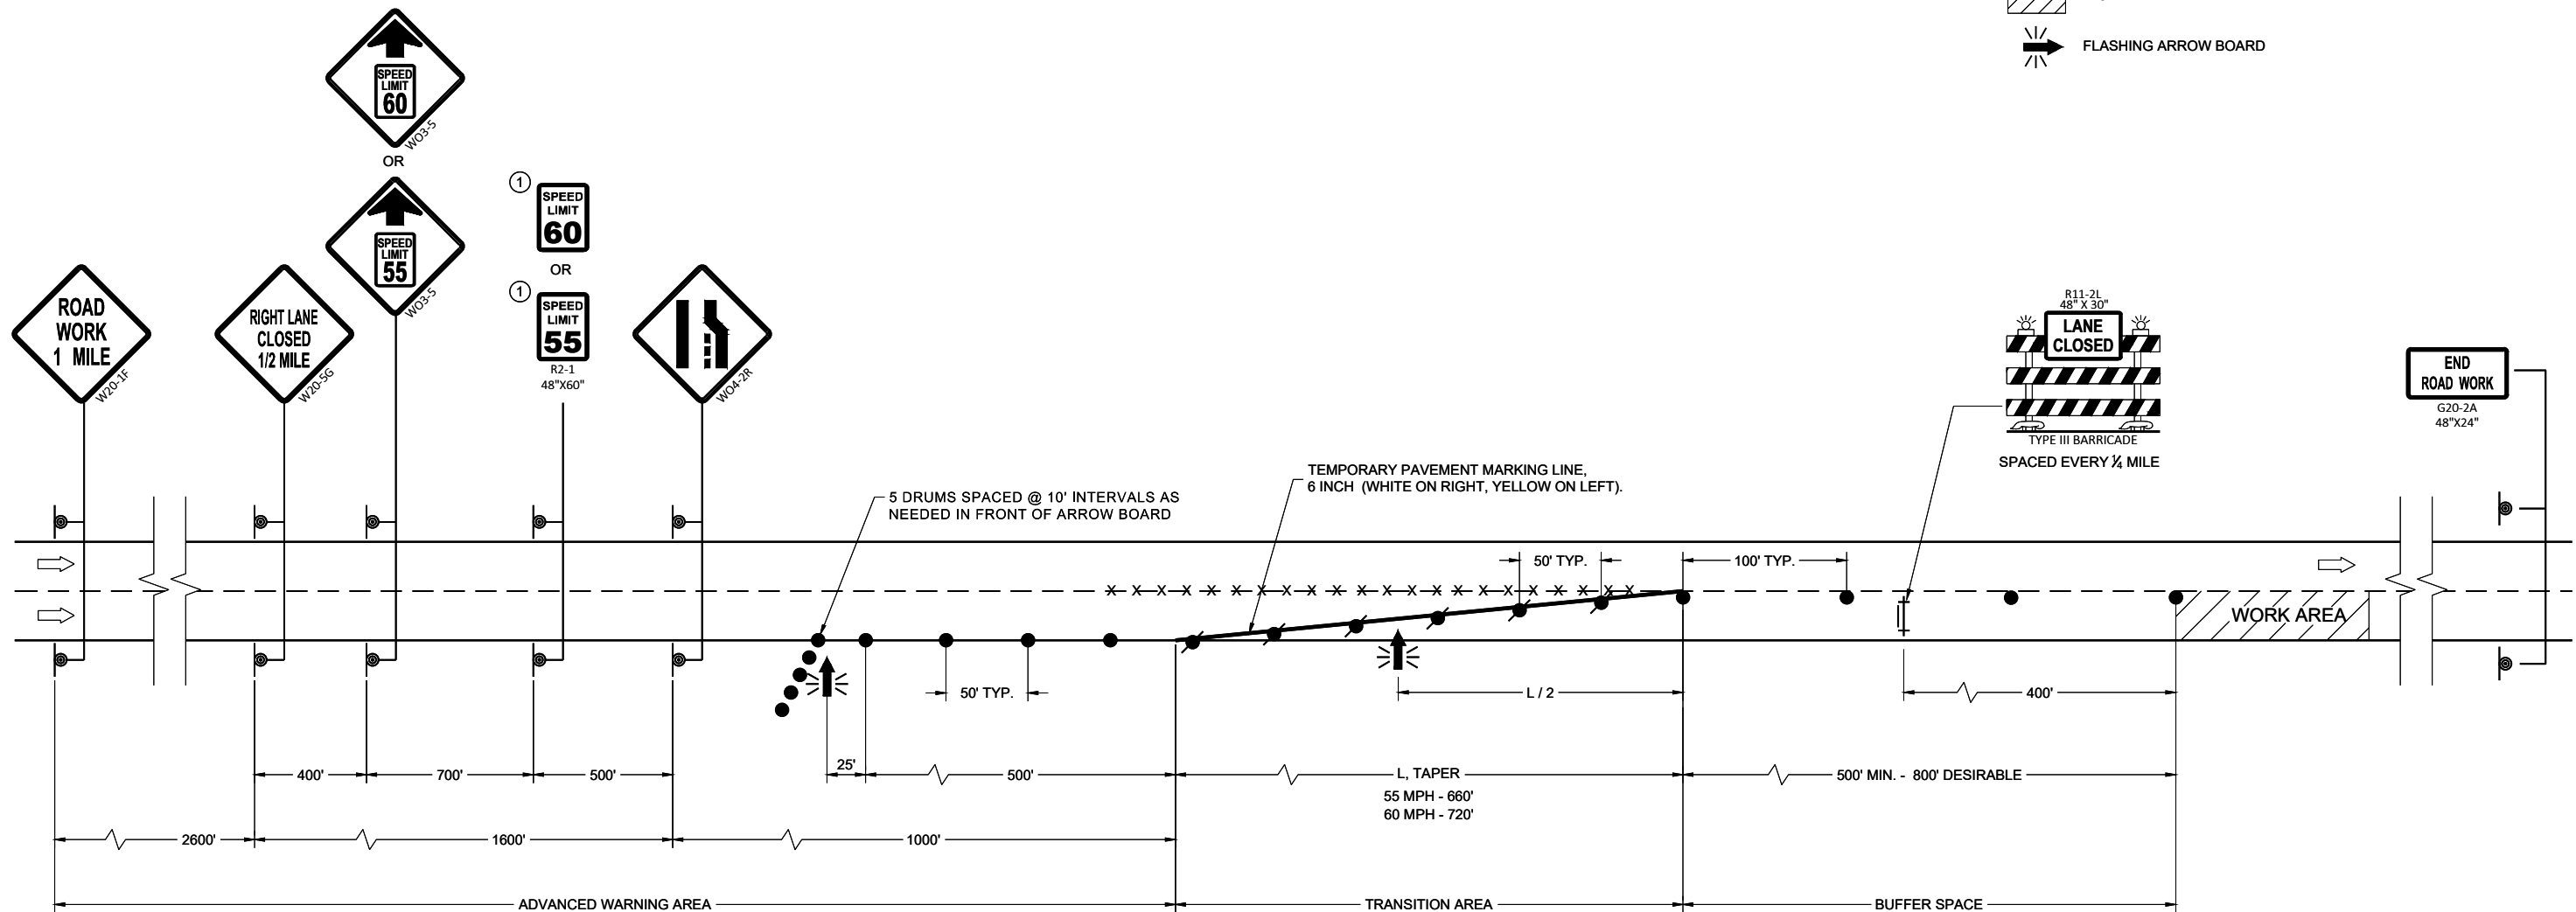 FLASHING ARROW BOARD
SPEED
LIMIT
60
WO3-5
OR
SPEED
LIMIT
55
WO3-5
1
SPEED
LIMIT
60
OR
1
SPEED
LIMIT
55
R2-1
48"X60"
ROAD
WORK
1 MILE
W20-1F
RIGHT LANE
CLOSED
1/2 MILE
W20-5G
WO4-2R
R11-2L
48" X 30"
LANE
CLOSED
TYPE III BARRICADE
SPACED EVERY ¼ MILE
END
ROAD WORK
G20-2A
48"X24"
5 DRUMS SPACED @ 10' INTERVALS AS
NEEDED IN FRONT OF ARROW BOARD
TEMPORARY PAVEMENT MARKING LINE,
6 INCH (WHITE ON RIGHT, YELLOW ON LEFT).
50' TYP.
100' TYP.
X X X X X X X X X X X X X X X X X X X X X X
WORK AREA
50' TYP.
L / 2
400'
400'
700'
500'
25'
500'
L, TAPER
55 MPH - 660'
60 MPH - 720'
500' MIN. - 800' DESIRABLE
2600'
1600'
1000'
ADVANCED WARNING AREA
TRANSITION AREA
BUFFER SPACE